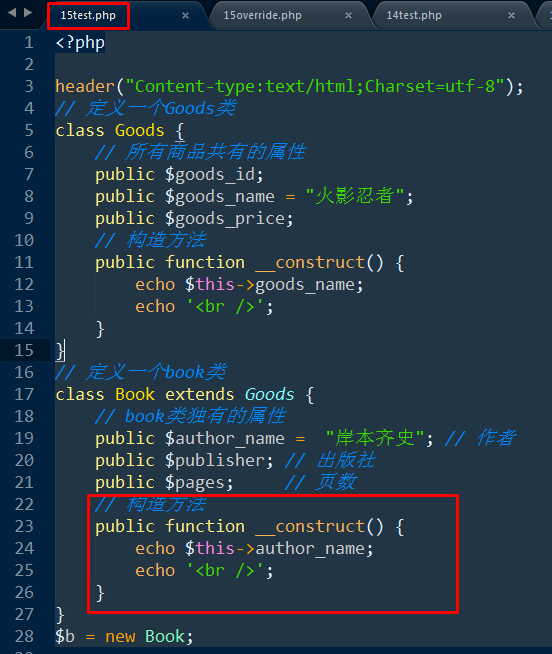 15test.php × 15override.php × 14test.php ×
1 <?php
2
3 header("Content-type:text/html;Charset=utf-8");
4 // 定义一个Goods类
5 class Goods {
6     // 所有商品共有的属性
7     public $goods_id;
8     public $goods_name = "火影忍者";
9     public $goods_price;
10     // 构造方法
11     public function __construct() {
12         echo $this->goods_name;
13         echo '<br />';
14     }
15 }
16 // 定义一个book类
17 class Book extends Goods {
18     // book类独有的属性
19     public $author_name =  "岸本齐史"; // 作者
20     public $publisher; // 出版社
21     public $pages;     // 页数
22     // 构造方法
23     public function __construct() {
24         echo $this->author_name;
25         echo '<br />';
26     }
27 }
28 $b = new Book;